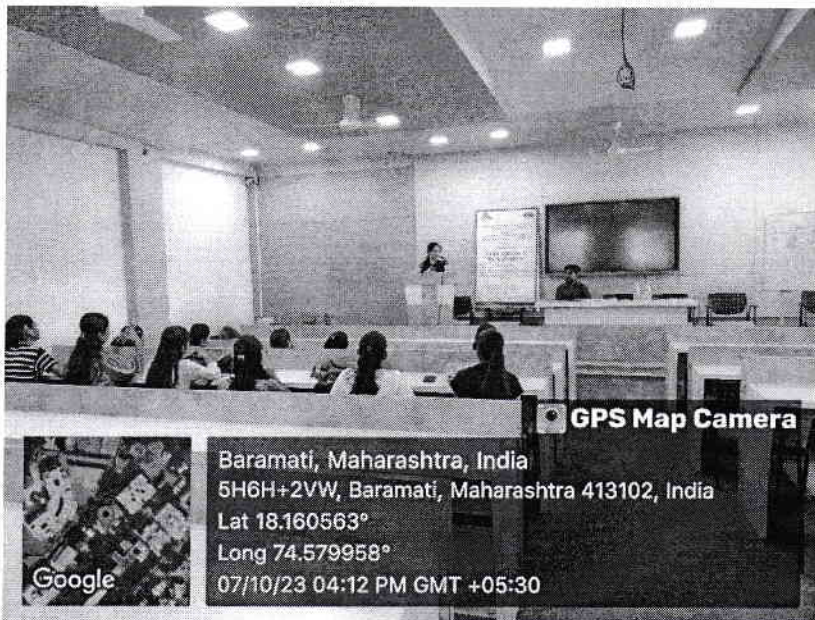 GPS Map Camera
Baramati, Maharashtra, India
5H6H+2VW, Baramati, Maharashtra 413102, India
Lat 18.160563°
Long 74.579958°
07/10/23 04:12 PM GMT +05:30
Google